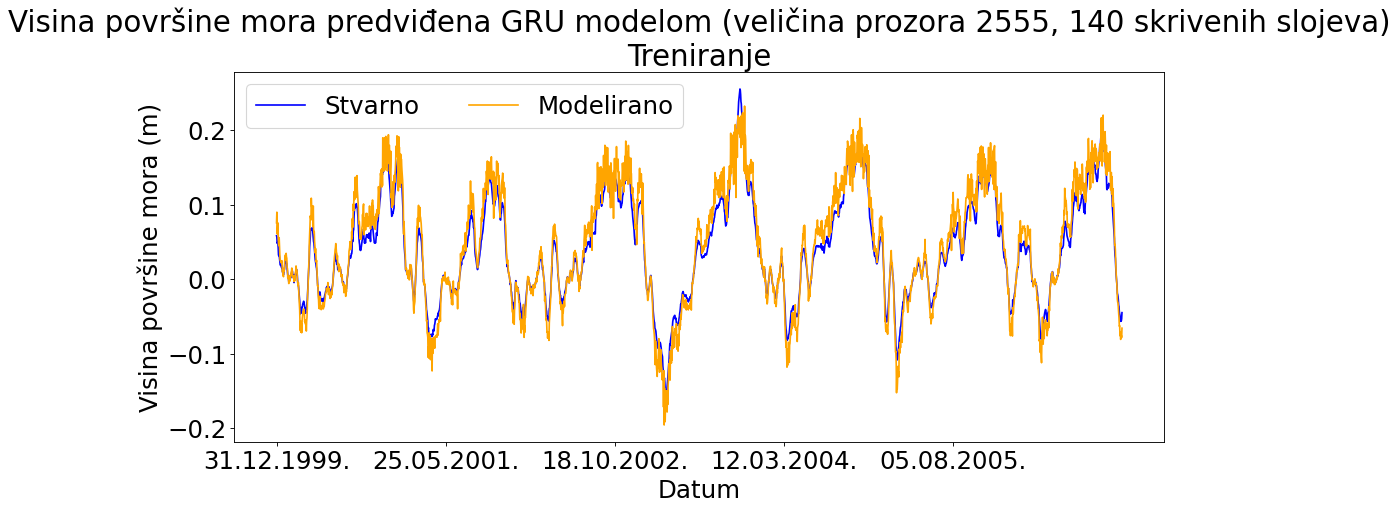 Visina površine mora predviđena GRU modelom (veličina prozora 2555, 140 skrivenih slojeva)
Treniranje
Stvarno Modelirano
Visina površine mora (m)
0.2
0.1
0.0
−0.1
−0.2
31.12.1999. 25.05.2001. 18.10.2002. 12.03.2004. 05.08.2005.
Datum